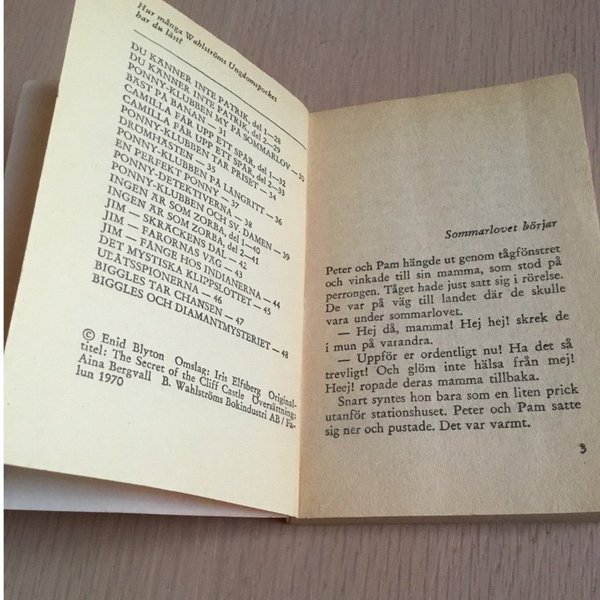 Hur många Wahlströms Ungdomspocket
har du läst?
DU KÄNNER INTE PATRIK, del 1—28
DU KÄNNER INTE PATRIK, del 2—29
PONNY-KLUBBEN MY PÅ SOMMARLOV—30
BÄST PÅ BANAN — 31
CAMILLA FÅR UPP ETT SPÅR, del 1—32
CAMILLA FÅR UPP ETT SPÅR, del 2—33
PONNY-KLUBBEN TAR PRISET — 34
DRÖMHÄSTEN — 35
PONNY-KLUBBEN PÅ LÅNGRITT — 36
EN PERFEKT PONNY — 37
PONNY-DETEKTIVERNA — 38
PONNY-KLUBBEN OCH SV. DAMEN — 39
INGEN ÄR SOM ZORBA, del 1—40
INGEN ÄR SOM ZORBA, del 2—41
JIM — SKRÄCKENS DAL — 42
JIM — FARORNAS VÄG — 43
JIM — FÅNGE HOS INDIANERNA — 44
DET MYSTISKA KLIPPSLOTTET — 45
UTÅTSSPIONERNA — 46
BIGGLES TAR CHANSEN — 47
BIGGLES OCH DIAMANTMYSTERIET — 48
© Enid Blyton Omslag: Iris Elfsberg Original-
titel: The Secret of the Cliff Castle Översättning:
Aina Bergvall B. Wahlströms Bokindustri AB / Fa-
lun 1970
Sommarlovet börjar
Peter och Pam hängde ut genom tågfönstret
och vinkade till sin mamma, som stod på
perrongen. Tåget hade just satt sig i rörelse.
De var på väg till landet där de skulle
vara under sommarlovet.
— Hej då, mamma! Hej hej! skrek de
i mun på varandra.
— Uppför er ordentligt nu! Ha det så
trevligt! Och glöm inte hälsa från mej!
Heej! ropade deras mamma tillbaka.
Snart syntes hon bara som en liten prick
utanför stationshuset. Peter och Pam satte
sig ner och pustade. Det var varmt.
3